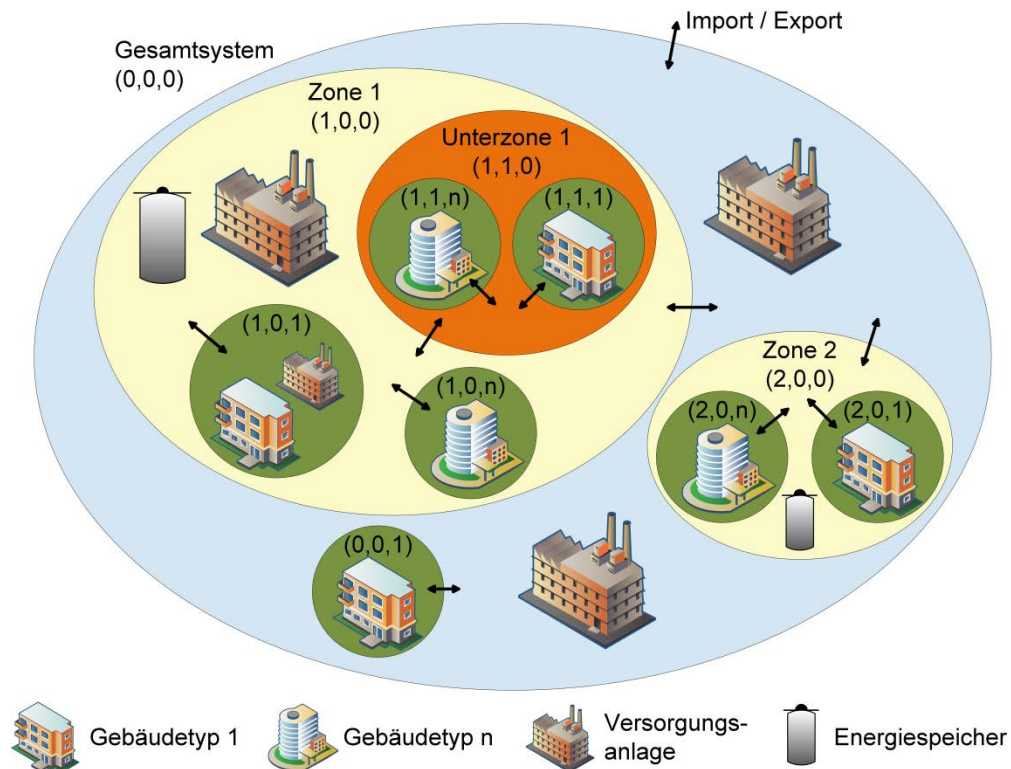 Import / Export
Gesamtsystem
(0,0,0)
Zone 1
(1,0,0)
Unterzone 1
(1,1,0)
(1,1,n)
(1,1,1)
(1,0,1)
(1,0,n)
Zone 2
(2,0,0)
(2,0,n)
(2,0,1)
(0,0,1)
Gebäudetyp 1
Gebäudetyp n
Versorgungs-
anlage
Energiespeicher